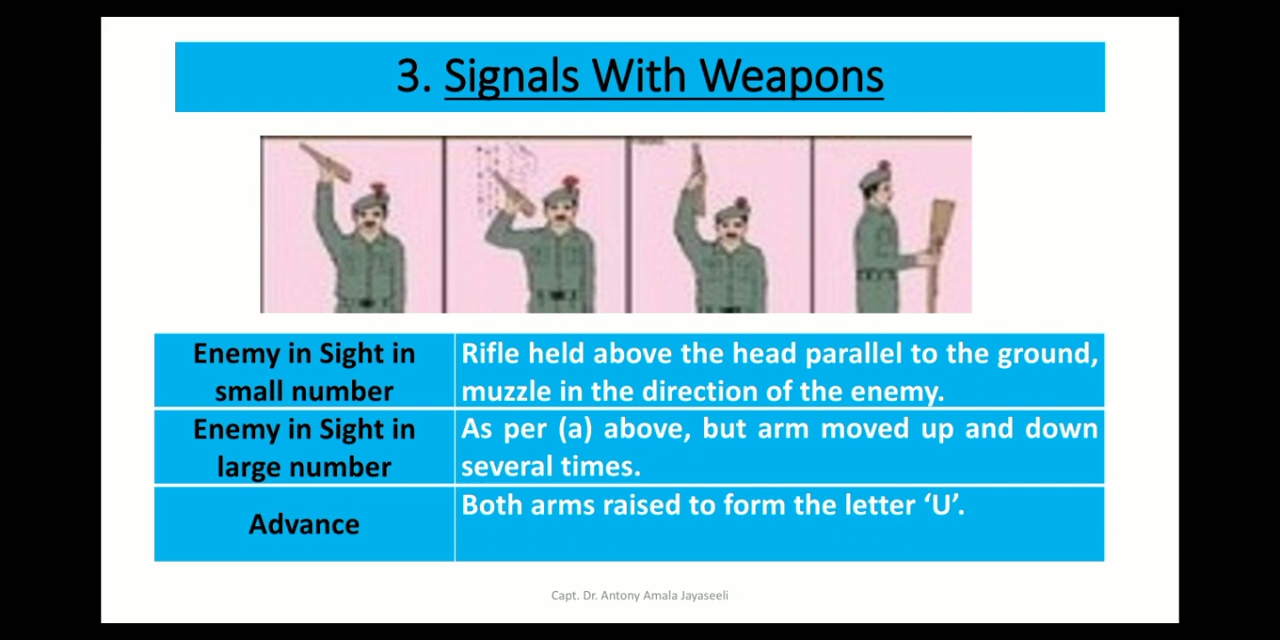 3. Signals With Weapons
Enemy in Sight in
small number
Rifle held above the head parallel to the ground,
muzzle in the direction of the enemy.
Enemy in Sight in
large number
As per (a) above, but arm moved up and down
several times.
Advance
Both arms raised to form the letter ‘U’.
Capt. Dr. Antony Amala Jayaseeli